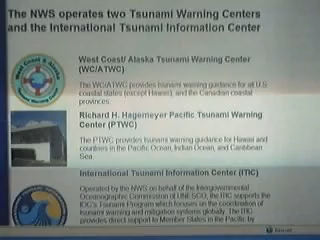 The NWS operates two Tsunami Warning Centers
and the International Tsunami Information Center
West Coast/ Alaska Tsunami Warning Center
(WC/ATWC)
The WC/ATWC provides tsunami warning guidance for all U.S.
coastal states (except Hawaii), and the Canadian coastal
provinces.
Richard H. Hagemeyer Pacific Tsunami Warning
Center (PTWC)
The PTWC provides tsunami warning guidance for Hawaii and
countries in the Pacific Ocean, Indian Ocean, and Caribbean
Sea.
International Tsunami Information Center (ITIC)
Operated by the NWS on behalf of the Intergovernmental
Oceanographic Commission of UNESCO, the ITIC supports the
IOC's Tsunami Program which focuses on the coordination of
tsunami warning and mitigation systems globally. The ITIC
provides direct support to Member States in the Pacific by